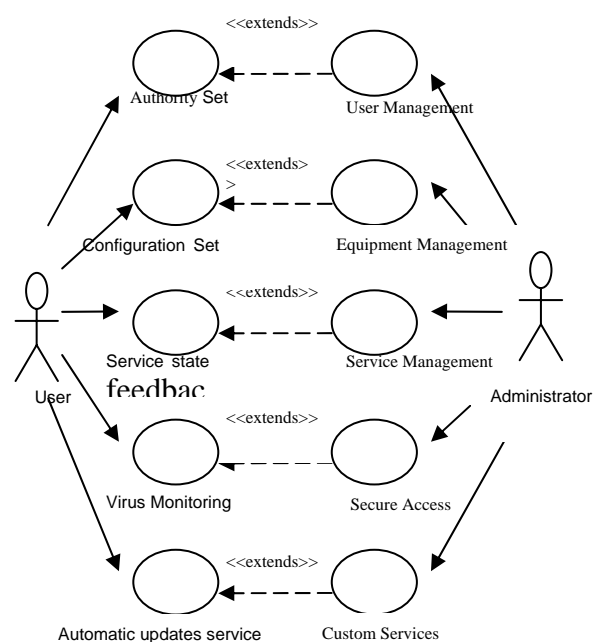 <<extends>>
Authority Set
User Management
<<extends>
>
Configuration Set
Equipment Management
<<extends>>
Service state
feedbac
Service Management
User
Administrator
<<extends>>
Virus Monitoring
Secure Access
<<extends>>
Automatic updates service
Custom Services